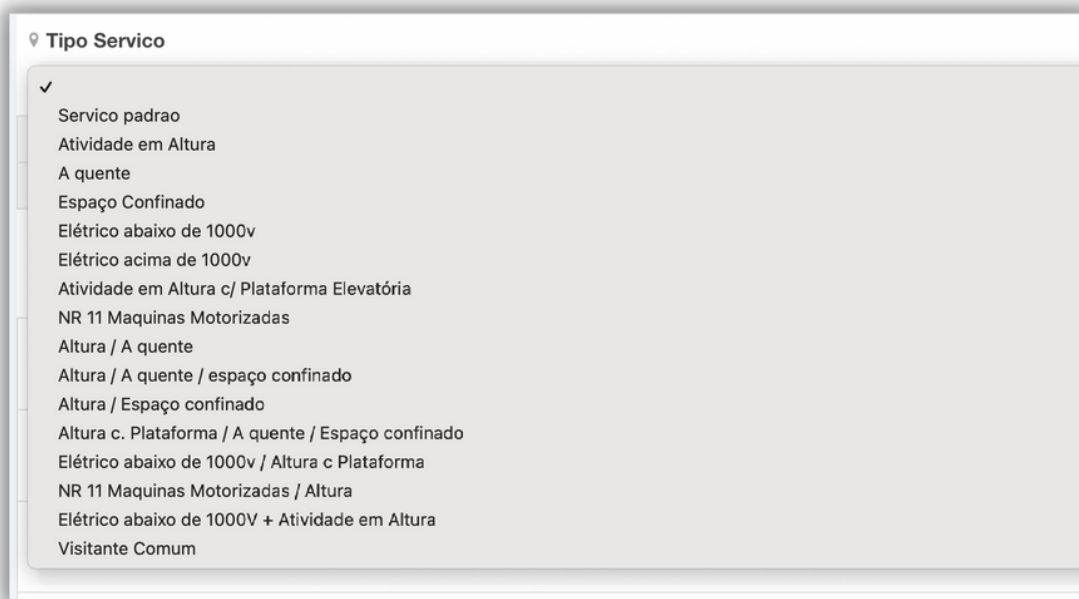 Tipo Servico
Servico padrao
Atividade em Altura
A quente
Espaço Confinado
Elétrico abaixo de 1000v
Elétrico acima de 1000v
Atividade em Altura c/ Plataforma Elevatória
NR 11 Maquinas Motorizadas
Altura / A quente
Altura / A quente / espaço confinado
Altura / Espaço confinado
Altura c. Plataforma / A quente / Espaço confinado
Elétrico abaixo de 1000v / Altura c Plataforma
NR 11 Maquinas Motorizadas / Altura
Elétrico abaixo de 1000V + Atividade em Altura
Visitante Comum